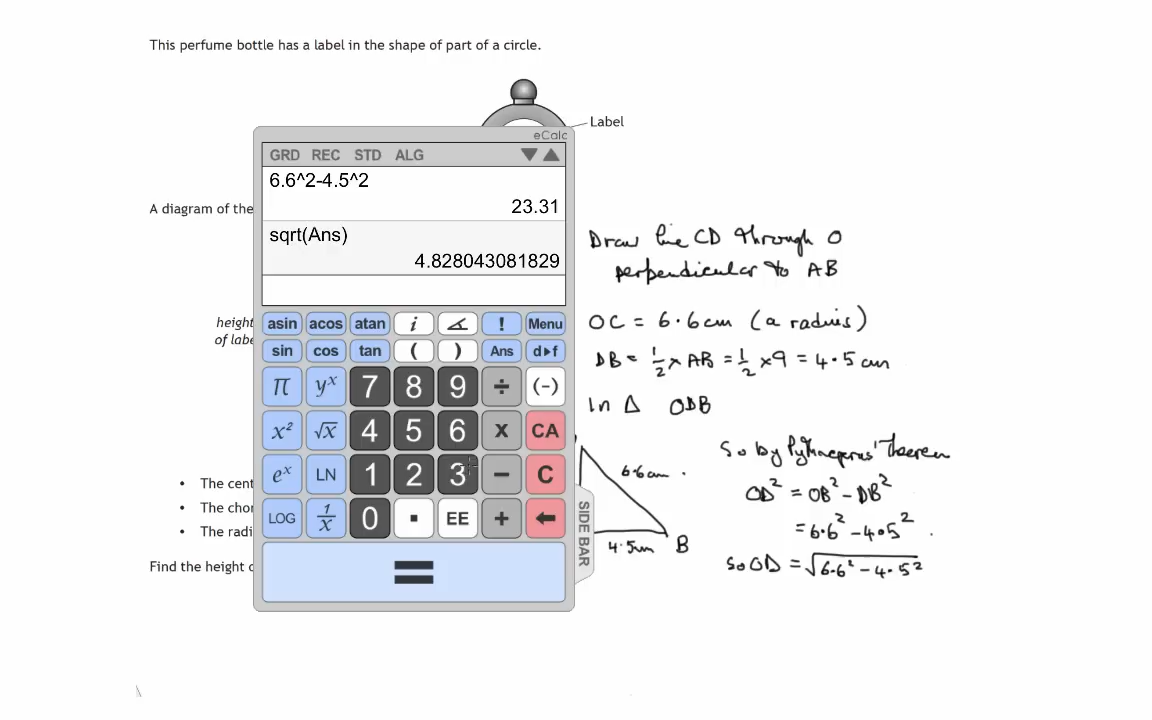 This perfume bottle has a label in the shape of part of a circle.
Label
eCalc
GRD REC STD ALG
6.6^2-4.5^2
23.31
sqrt(Ans)
4.828043081829
A diagram of the
height
of labe
asin acos atan i ∠ ! Menu
sin cos tan ( ) Ans d▸f
π yˣ 7 8 9 ÷ (-)
x² √x 4 5 6 x CA
eˣ LN 1 2 3 − C
LOG 1/X 0 . EE + ←
=
SIDE BAR
Draw line CD through O
perpendicular to AB
OC = 6.6cm (a radius)
DB = 1/2 x AB = 1/2 x 9 = 4.5 cm
In Δ ODB
6.6cm
4.5cm B
So by Pythagoras' Theorem
OD² = OB² - DB²
= 6.6² - 4.5²
So OD = √6.6² - 4.5²
• The cent
• The chor
• The radi
Find the height o